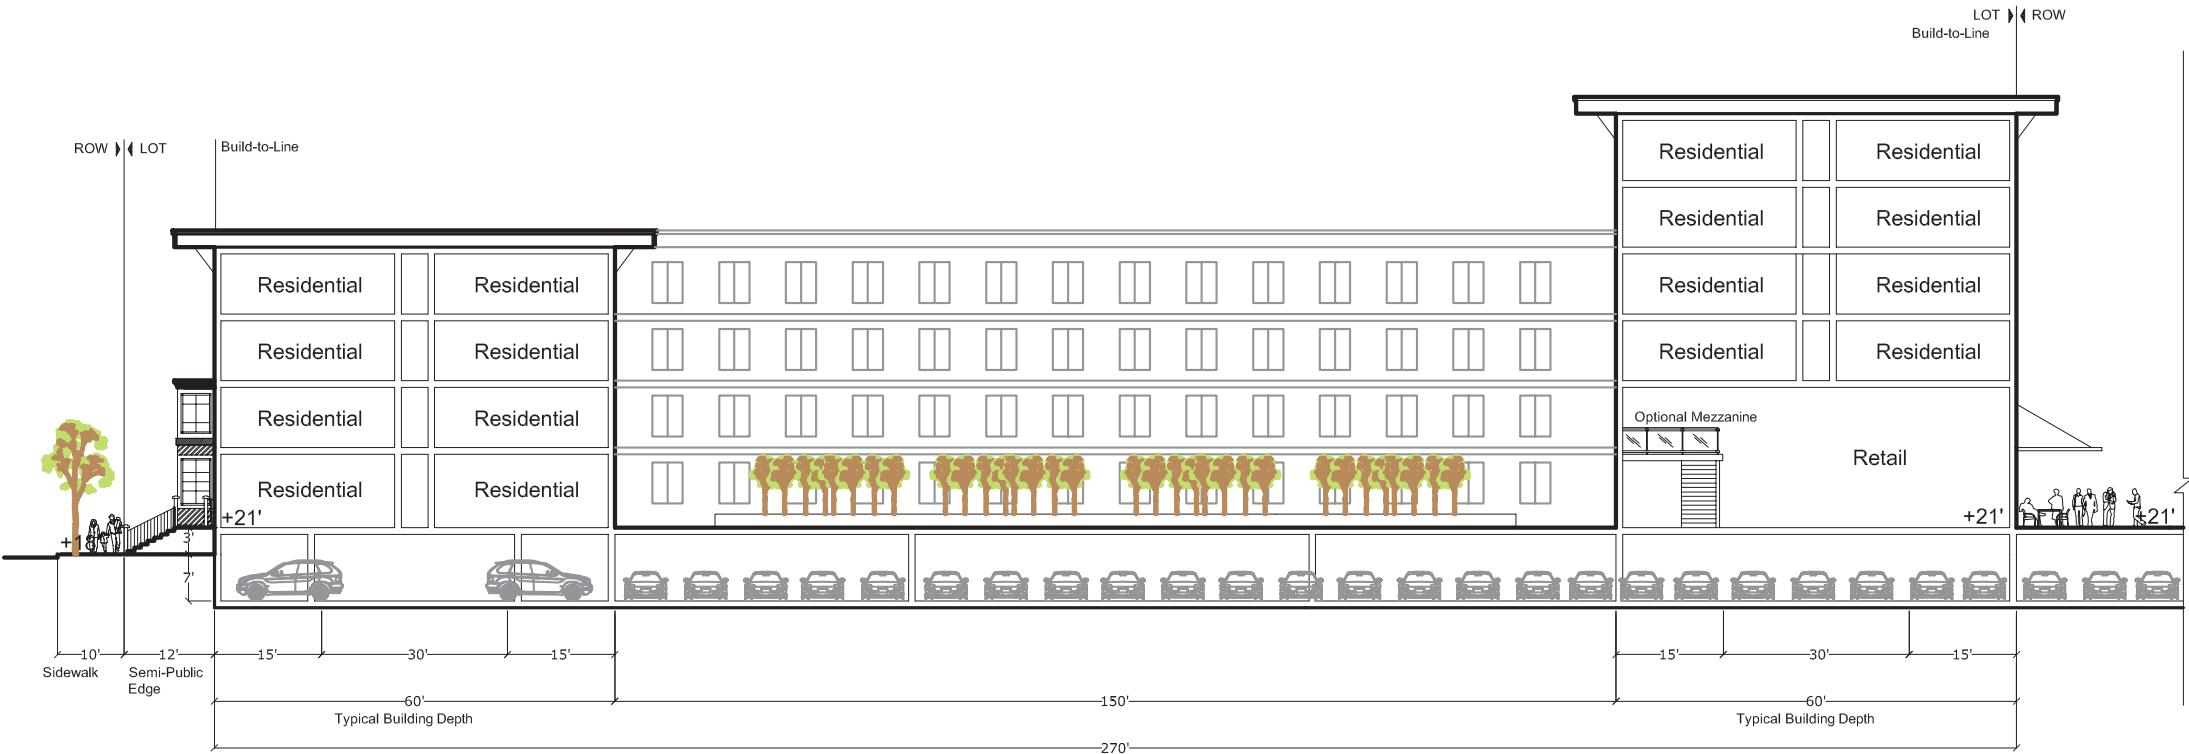 LOT ROW
Build-to-Line
ROW LOT
Build-to-Line
Residential Residential
Residential Residential
Residential Residential Residential Residential
Residential Residential Residential Residential
Residential Residential
Optional Mezzanine
Retail
Residential Residential
+21' +21' +21'
+18'
3'
7'
10' 12' 15' 30' 15' 15' 30' 15'
Sidewalk Semi-Public
Edge
60' 150' 60'
Typical Building Depth Typical Building Depth
270'